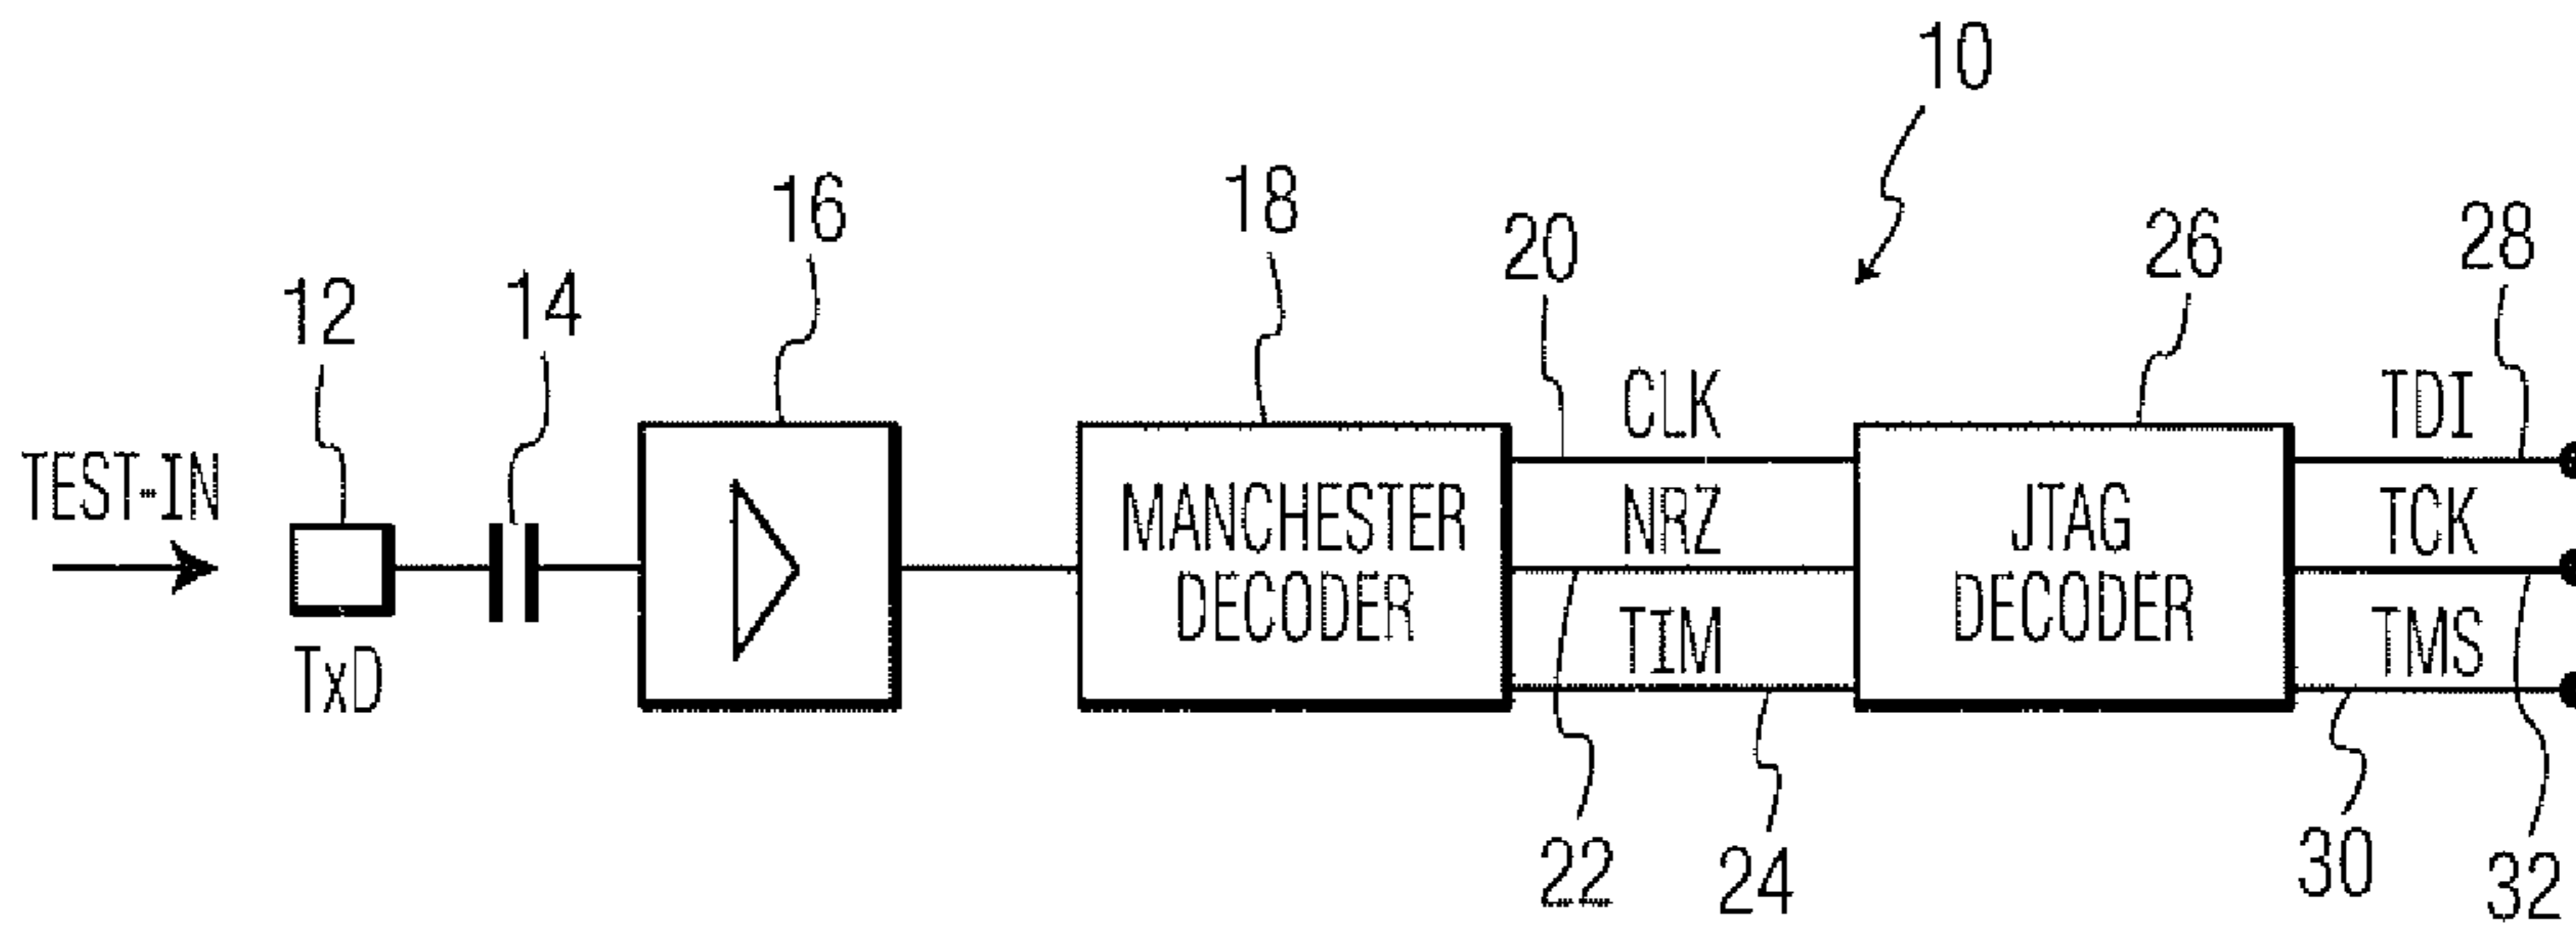 10
16
18
20
26
28
12
14
CLK
TDI
TEST-IN
MANCHESTER
DECODER
NRZ
JTAG
DECODER
TCK
TxD
TIM
TMS
22
24
30
32